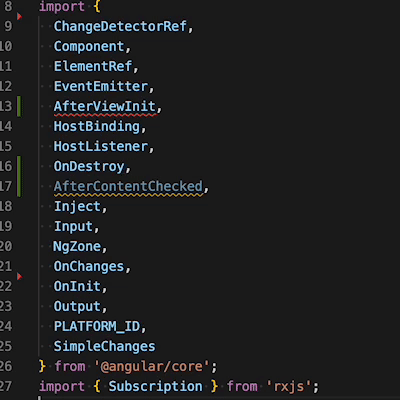 8 import {
9 ChangeDetectorRef,
10 Component,
11 ElementRef,
12 EventEmitter,
13 AfterViewInit,
14 HostBinding,
15 HostListener,
16 OnDestroy,
17 AfterContentChecked,
18 Inject,
19 Input,
20 NgZone,
21 OnChanges,
22 OnInit,
23 Output,
24 PLATFORM_ID,
25 SimpleChanges
26 } from '@angular/core';
27 import { Subscription } from 'rxjs';